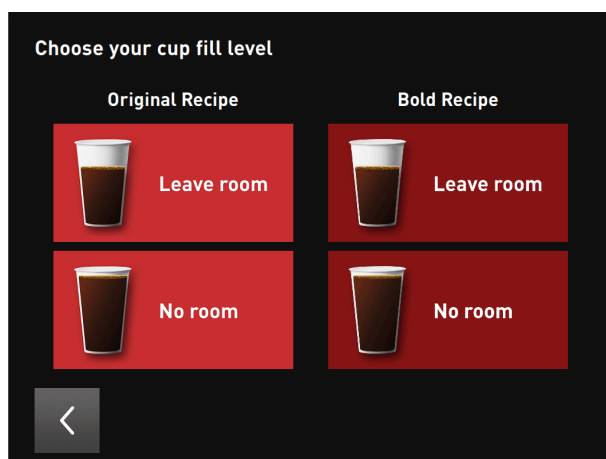 Choose your cup fill level
Original Recipe
Bold Recipe
Leave room
Leave room
No room
No room